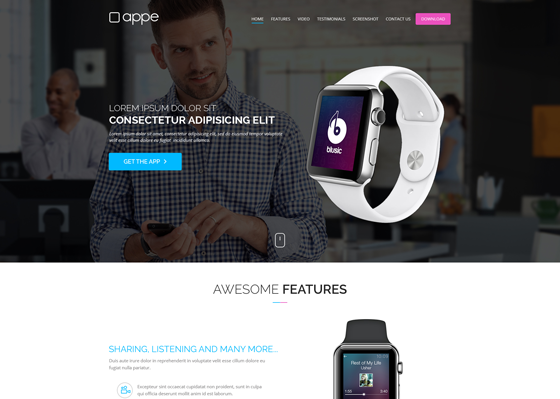 appe
HOME FEATURES VIDEO TESTIMONIALS SCREENSHOT CONTACT US DOWNLOAD
LOREM IPSUM DOLOR SIT
CONSECTETUR ADIPISICING ELIT
Lorem ipsum dolor sit amet, consectetur adipisicing elit, sed do eiusmod tempor voluptate
velit esse cillum dolore eu fugiat incididunt ullamco.
GET THE APP
blusic
AWESOME FEATURES
SHARING, LISTENING AND MANY MORE...
Duis aute irure dolor in reprehenderit in voluptate velit esse cillum dolore eu
fugiat nulla pariatur.
Excepteur sint occaecat cupidatat non proident, sunt in culpa
qui officia deserunt mollit anim id est laborum.
Rest of My Life
Usher
1:55 3:40